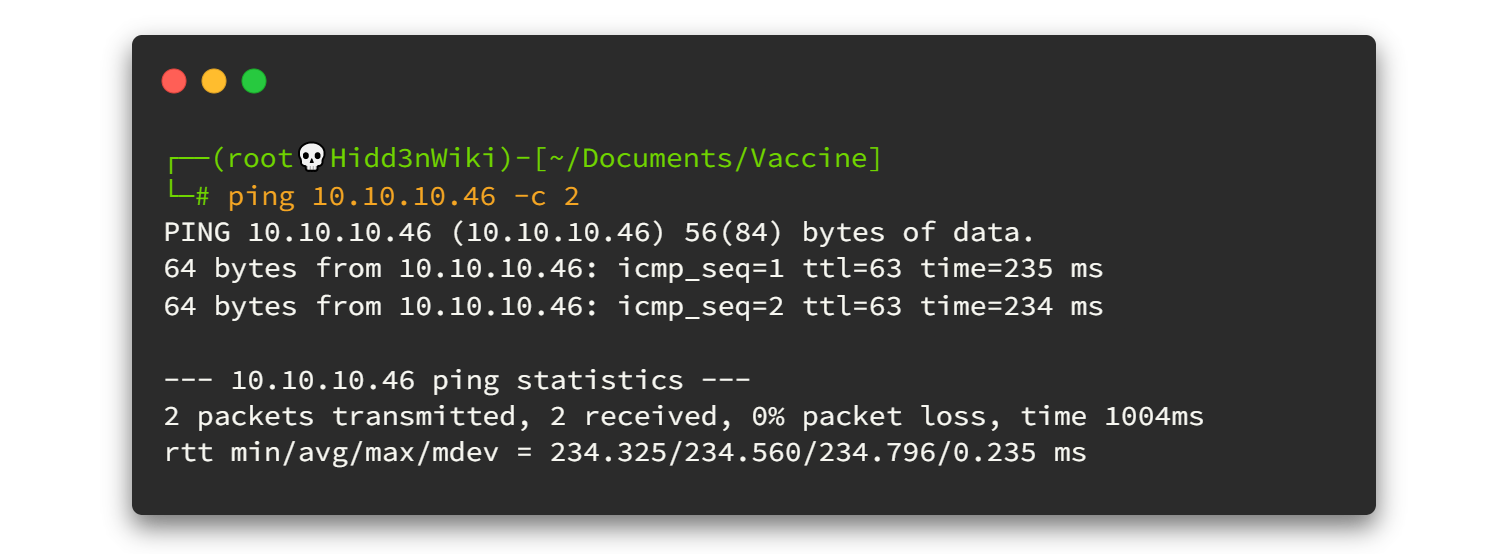 ┌──(root💀Hidd3nWiki)-[~/Documents/Vaccine]
└─# ping 10.10.10.46 -c 2
PING 10.10.10.46 (10.10.10.46) 56(84) bytes of data.
64 bytes from 10.10.10.46: icmp_seq=1 ttl=63 time=235 ms
64 bytes from 10.10.10.46: icmp_seq=2 ttl=63 time=234 ms
--- 10.10.10.46 ping statistics ---
2 packets transmitted, 2 received, 0% packet loss, time 1004ms
rtt min/avg/max/mdev = 234.325/234.560/234.796/0.235 ms